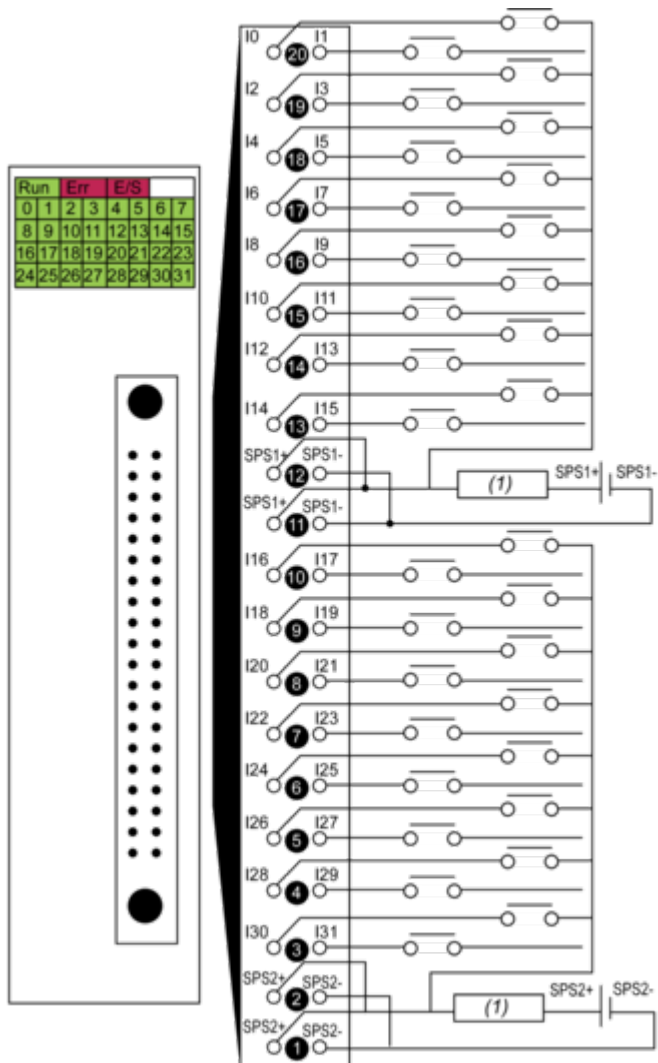 Run Err E/S
0 1 2 3 4 5 6 7
8 9 10 11 12 13 14 15
16 17 18 19 20 21 22 23
24 25 26 27 28 29 30 31
I0 20 I1
I2 19 I3
I4 18 I5
I6 17 I7
I8 16 I9
I10 15 I11
I12 14 I13
I14 13 I15
SPS1+ 12 SPS1-
SPS1+ 11 SPS1-
(1) SPS1+ SPS1-
I16 10 I17
I18 9 I19
I20 8 I21
I22 7 I23
I24 6 I25
I26 5 I27
I28 4 I29
I30 3 I31
SPS2+ 2 SPS2-
SPS2+ 1 SPS2-
(1) SPS2+ SPS2-